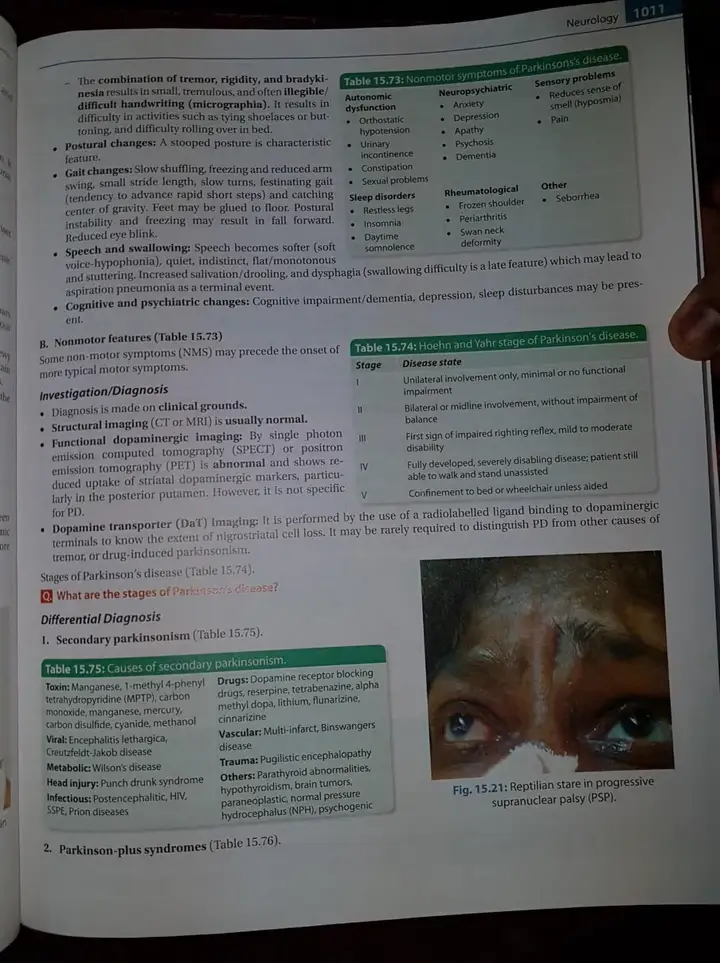 Neurology 1011
– The combination of tremor, rigidity, and bradyki-
nesia results in small, tremulous, and often illegible/
difficult handwriting (micrographia). It results in
difficulty in activities such as tying shoelaces or but-
toning, and difficulty rolling over in bed.
• Postural changes: A stooped posture is characteristic
feature.
• Gait changes: Slow shuffling, freezing and reduced arm
swing, small stride length, slow turns, festinating gait
(tendency to advance rapid short steps) and catching
center of gravity. Feet may be glued to floor. Postural
instability and freezing may result in fall forward.
Reduced eye blink.
• Speech and swallowing: Speech becomes softer (soft
voice-hypophonia), quiet, indistinct, flat/monotonous
and stuttering. Increased salivation/drooling, and dysphagia (swallowing difficulty is a late feature) which may lead to
aspiration pneumonia as a terminal event.
• Cognitive and psychiatric changes: Cognitive impairment/dementia, depression, sleep disturbances may be pres-
ent.
Table 15.73: Nonmotor symptoms of Parkinsons's disease.
Autonomic
dysfunction
• Orthostatic
hypotension
• Urinary
incontinence
• Constipation
• Sexual problems
Neuropsychiatric
• Anxiety
• Depression
• Apathy
• Psychosis
• Dementia
Sensory problems
• Reduces sense of
smell (hyposmia)
• Pain
Sleep disorders
• Restless legs
• Insomnia
• Daytime
somnolence
Rheumatological
• Frozen shoulder
• Periarthritis
• Swan neck
deformity
Other
• Seborrhea
B. Nonmotor features (Table 15.73)
Some non-motor symptoms (NMS) may precede the onset of
more typical motor symptoms.
Investigation/Diagnosis
• Diagnosis is made on clinical grounds.
• Structural imaging (CT or MRI) is usually normal.
• Functional dopaminergic imaging: By single photon
emission computed tomography (SPECT) or positron
emission tomography (PET) is abnormal and shows re-
duced uptake of striatal dopaminergic markers, particu-
larly in the posterior putamen. However, it is not specific
for PD.
Table 15.74: Hoehn and Yahr stage of Parkinson's disease.
Stage Disease state
I Unilateral involvement only, minimal or no functional
impairment
II Bilateral or midline involvement, without impairment of
balance
III First sign of impaired righting reflex, mild to moderate
disability
IV Fully developed, severely disabling disease; patient still
able to walk and stand unassisted
V Confinement to bed or wheelchair unless aided
• Dopamine transporter (DaT) Imaging: It is performed by the use of a radiolabelled ligand binding to dopaminergic
terminals to know the extent of nigrostriatal cell loss. It may be rarely required to distinguish PD from other causes of
tremor, or drug-induced parkinsonism.
Stages of Parkinson's disease (Table 15.74).
Q. What are the stages of Parkinson's disease?
Differential Diagnosis
1. Secondary parkinsonism (Table 15.75).
Table 15.75: Causes of secondary parkinsonism.
Toxin: Manganese, 1-methyl 4-phenyl
tetrahydropyridine (MPTP), carbon
monoxide, manganese, mercury,
carbon disulfide, cyanide, methanol
Viral: Encephalitis lethargica,
Creutzfeldt-Jakob disease
Metabolic: Wilson's disease
Head injury: Punch drunk syndrome
Infectious: Postencephalitic, HIV,
SSPE, Prion diseases
Drugs: Dopamine receptor blocking
drugs, reserpine, tetrabenazine, alpha
methyl dopa, lithium, flunarizine,
cinnarizine
Vascular: Multi-infarct, Binswangers
disease
Trauma: Pugilistic encephalopathy
Others: Parathyroid abnormalities,
hypothyroidism, brain tumors,
paraneoplastic, normal pressure
hydrocephalus (NPH), psychogenic
Fig. 15.21: Reptilian stare in progressive
supranuclear palsy (PSP).
2. Parkinson-plus syndromes (Table 15.76).